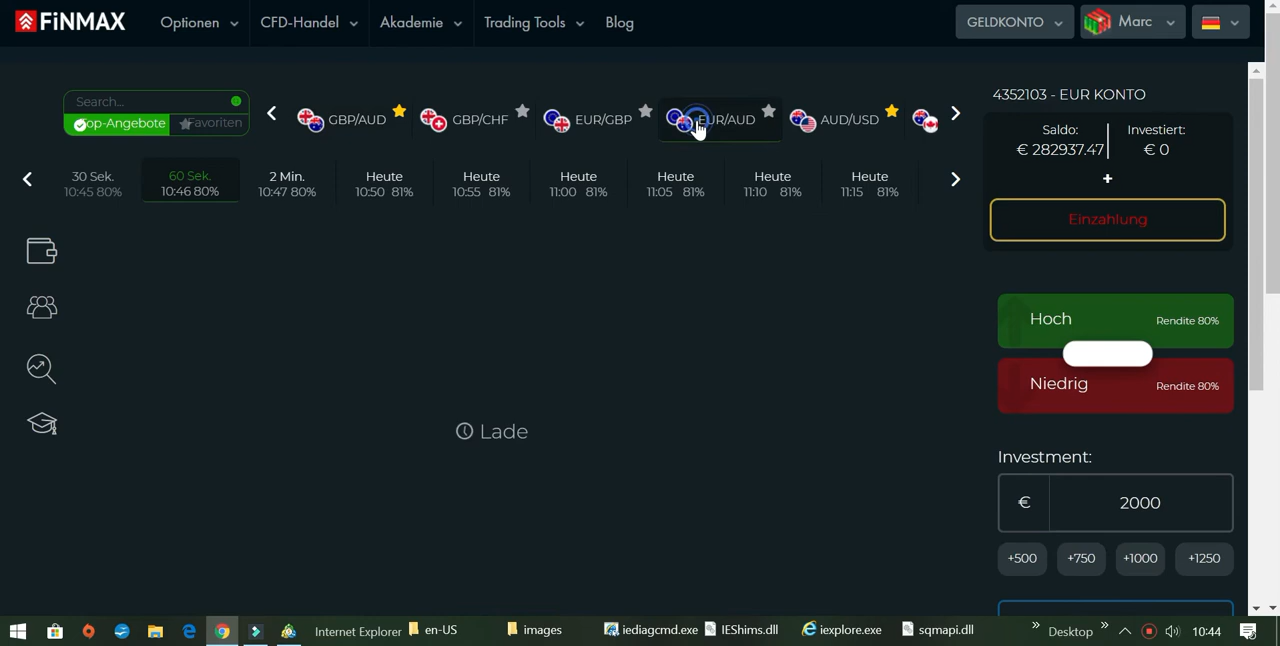 FiNMAX Optionen CFD-Handel Akademie Trading Tools Blog GELDKONTO Marc
4352103 - EUR KONTO
Search...
Top-Angebote Favoriten
GBP/AUD GBP/CHF EUR/GBP EUR/AUD AUD/USD
Saldo: Investiert:
€ 282937.47 € 0
+
Einzahlung
30 Sek. 60 Sek. 2 Min. Heute Heute Heute Heute Heute Heute
10:45 80% 10:46 80% 10:47 80% 10:50 81% 10:55 81% 11:00 81% 11:05 81% 11:10 81% 11:15 81%
Hoch Rendite 80%
Niedrig Rendite 80%
Lade
Investment:
€ 2000
+500 +750 +1000 +1250
Internet Explorer » en-US images iediagcmd.exe IEShims.dll iexplore.exe sqmapi.dll » Desktop » 10:44